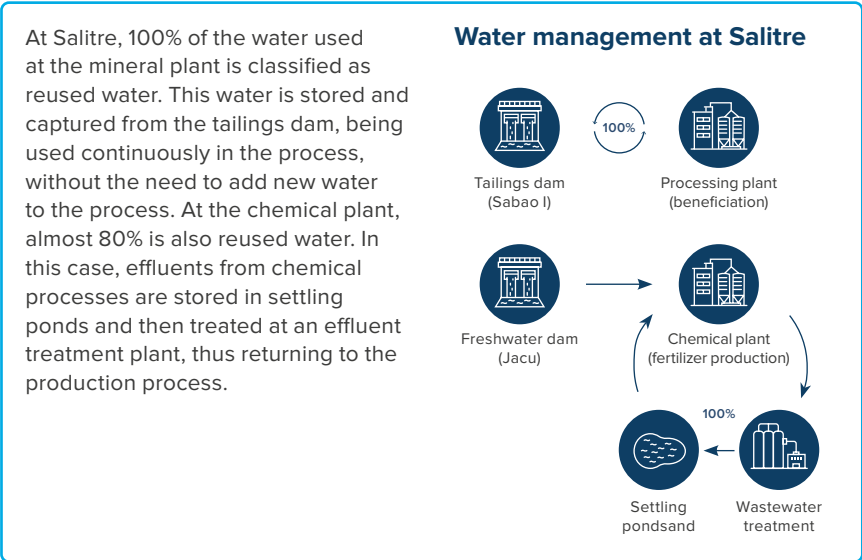 At Salitre, 100% of the water used
at the mineral plant is classified as
reused water. This water is stored and
captured from the tailings dam, being
used continuously in the process,
without the need to add new water
to the process. At the chemical plant,
almost 80% is also reused water. In
this case, effluents from chemical
processes are stored in settling
ponds and then treated at an effluent
treatment plant, thus returning to the
production process.
Water management at Salitre
100%
Tailings dam
(Sabao I)
Processing plant
(beneficiation)
Freshwater dam
(Jacu)
Chemical plant
(fertilizer production)
100%
Settling
pondsand
Wastewater
treatment